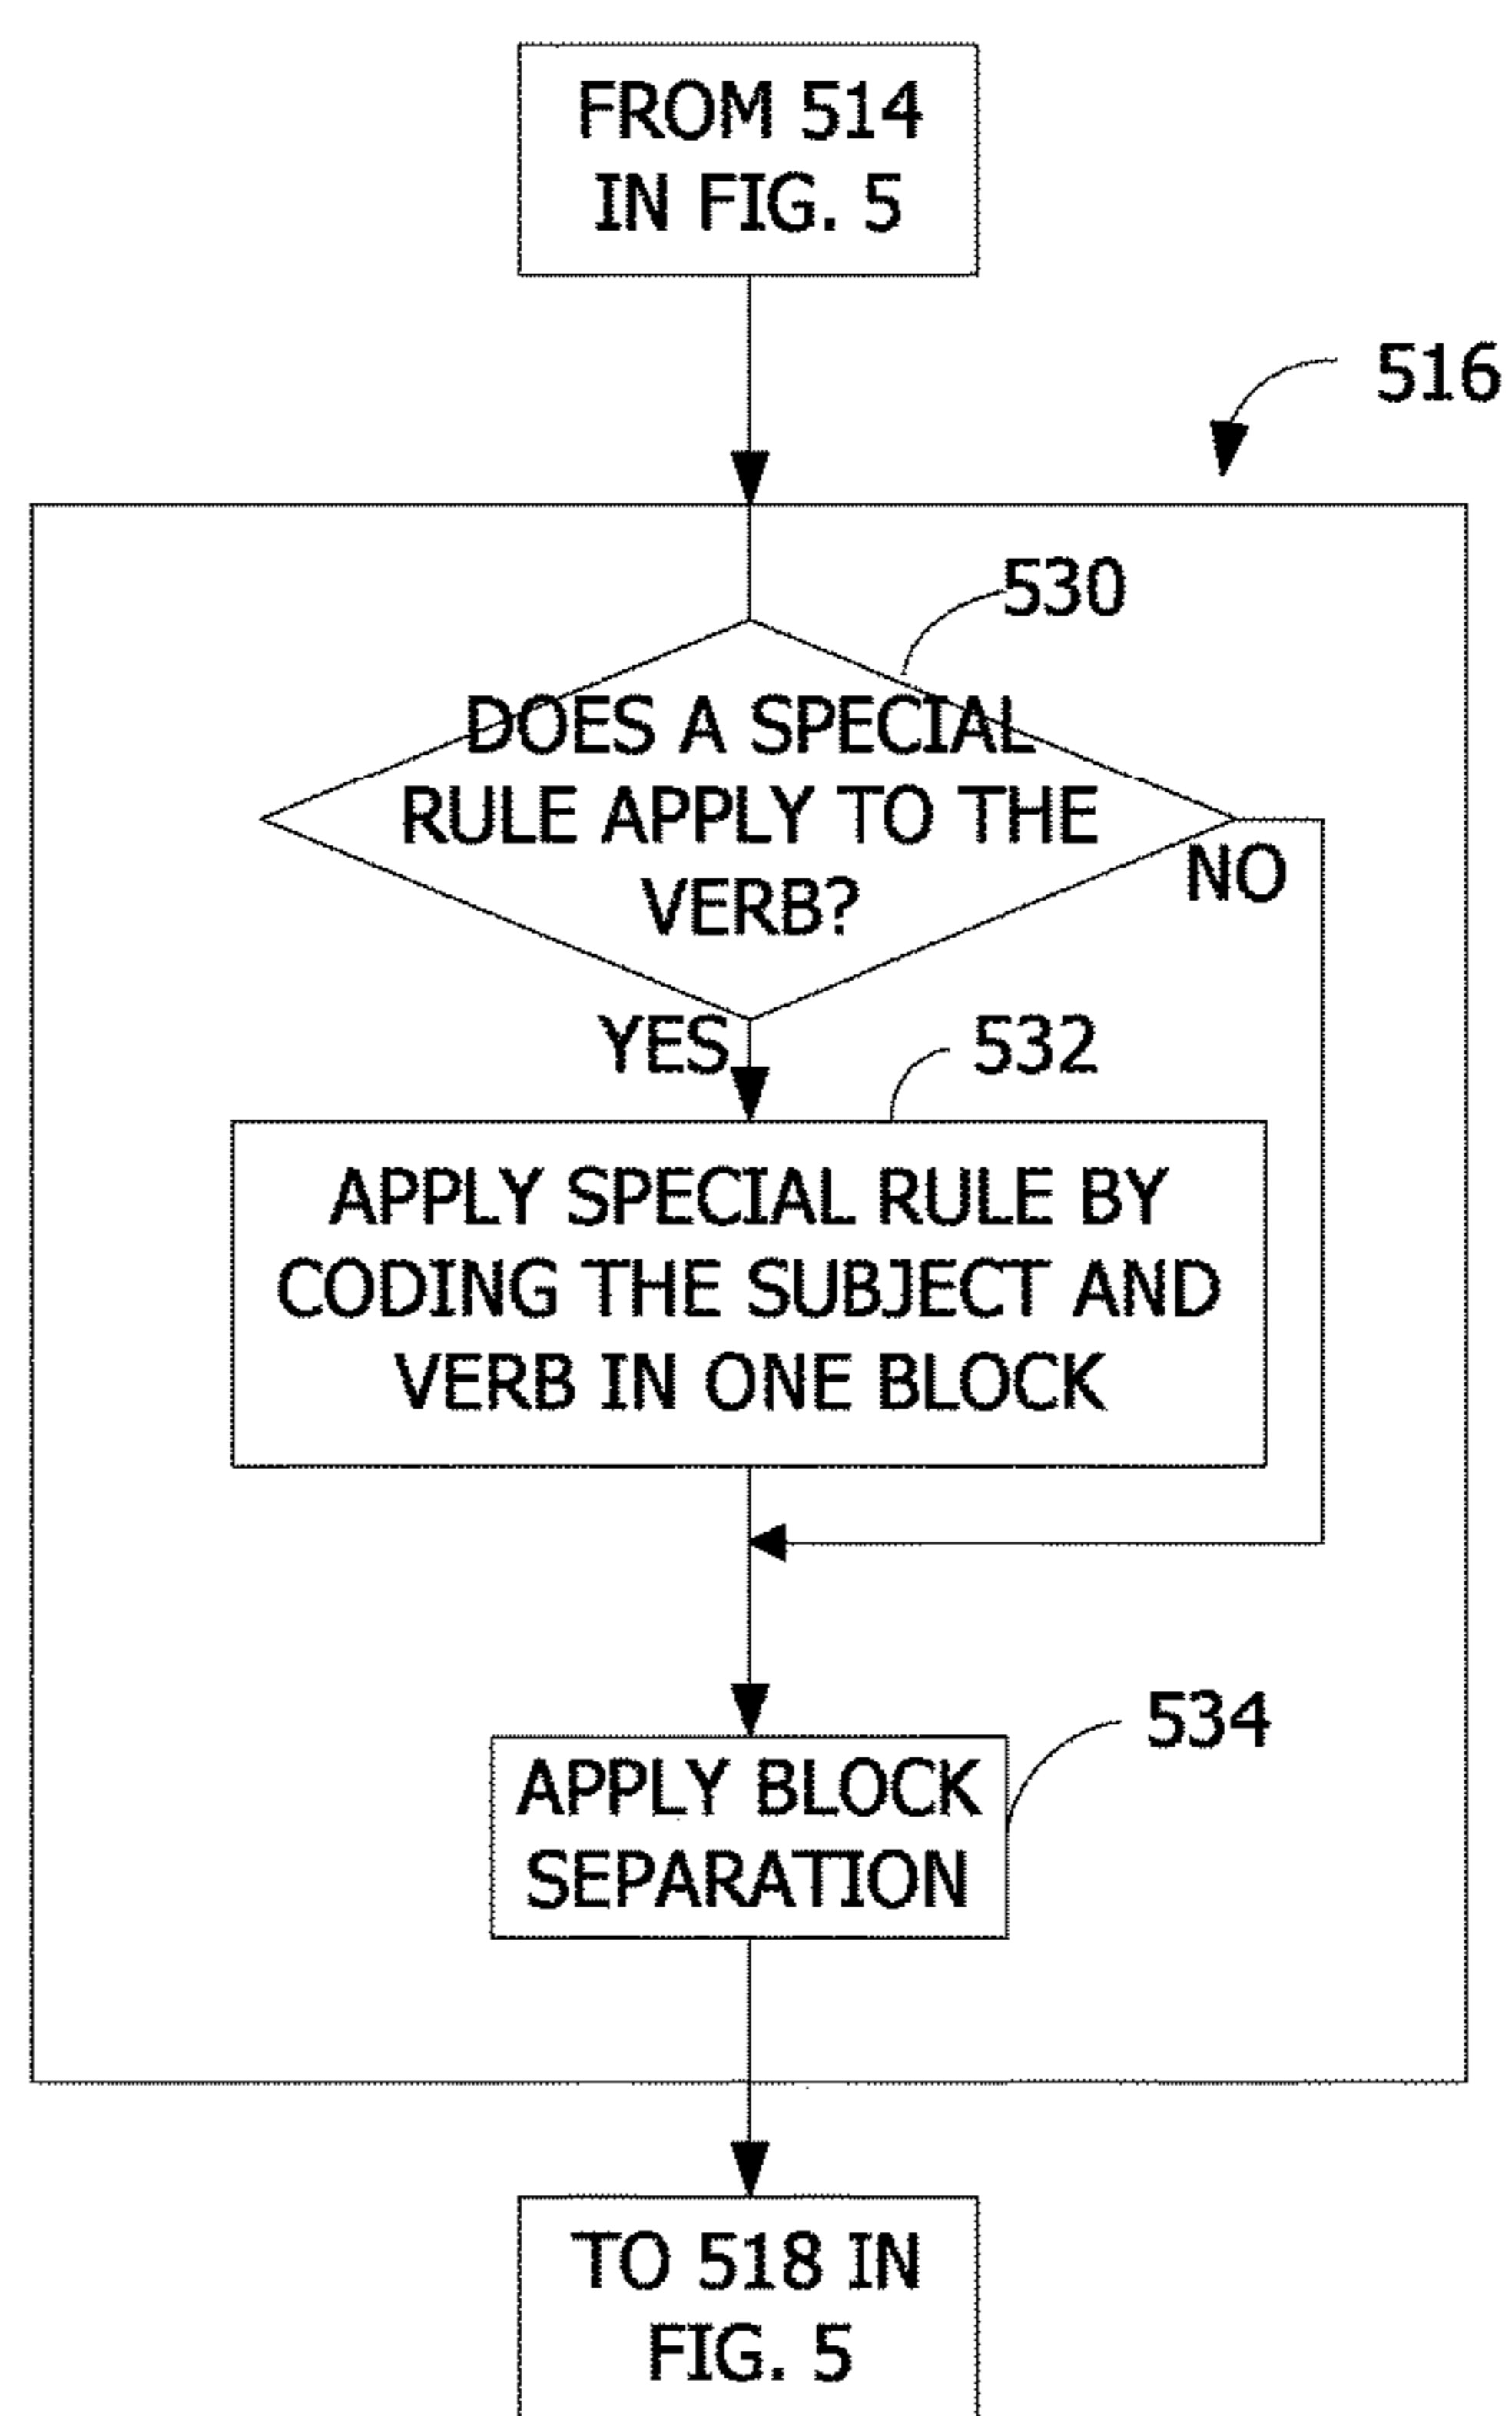 FROM 514
IN FIG. 5
516
530
DOES A SPECIAL
RULE APPLY TO THE
VERB?
NO
YES
532
APPLY SPECIAL RULE BY
CODING THE SUBJECT AND
VERB IN ONE BLOCK
534
APPLY BLOCK
SEPARATION
TO 518 IN
FIG. 5